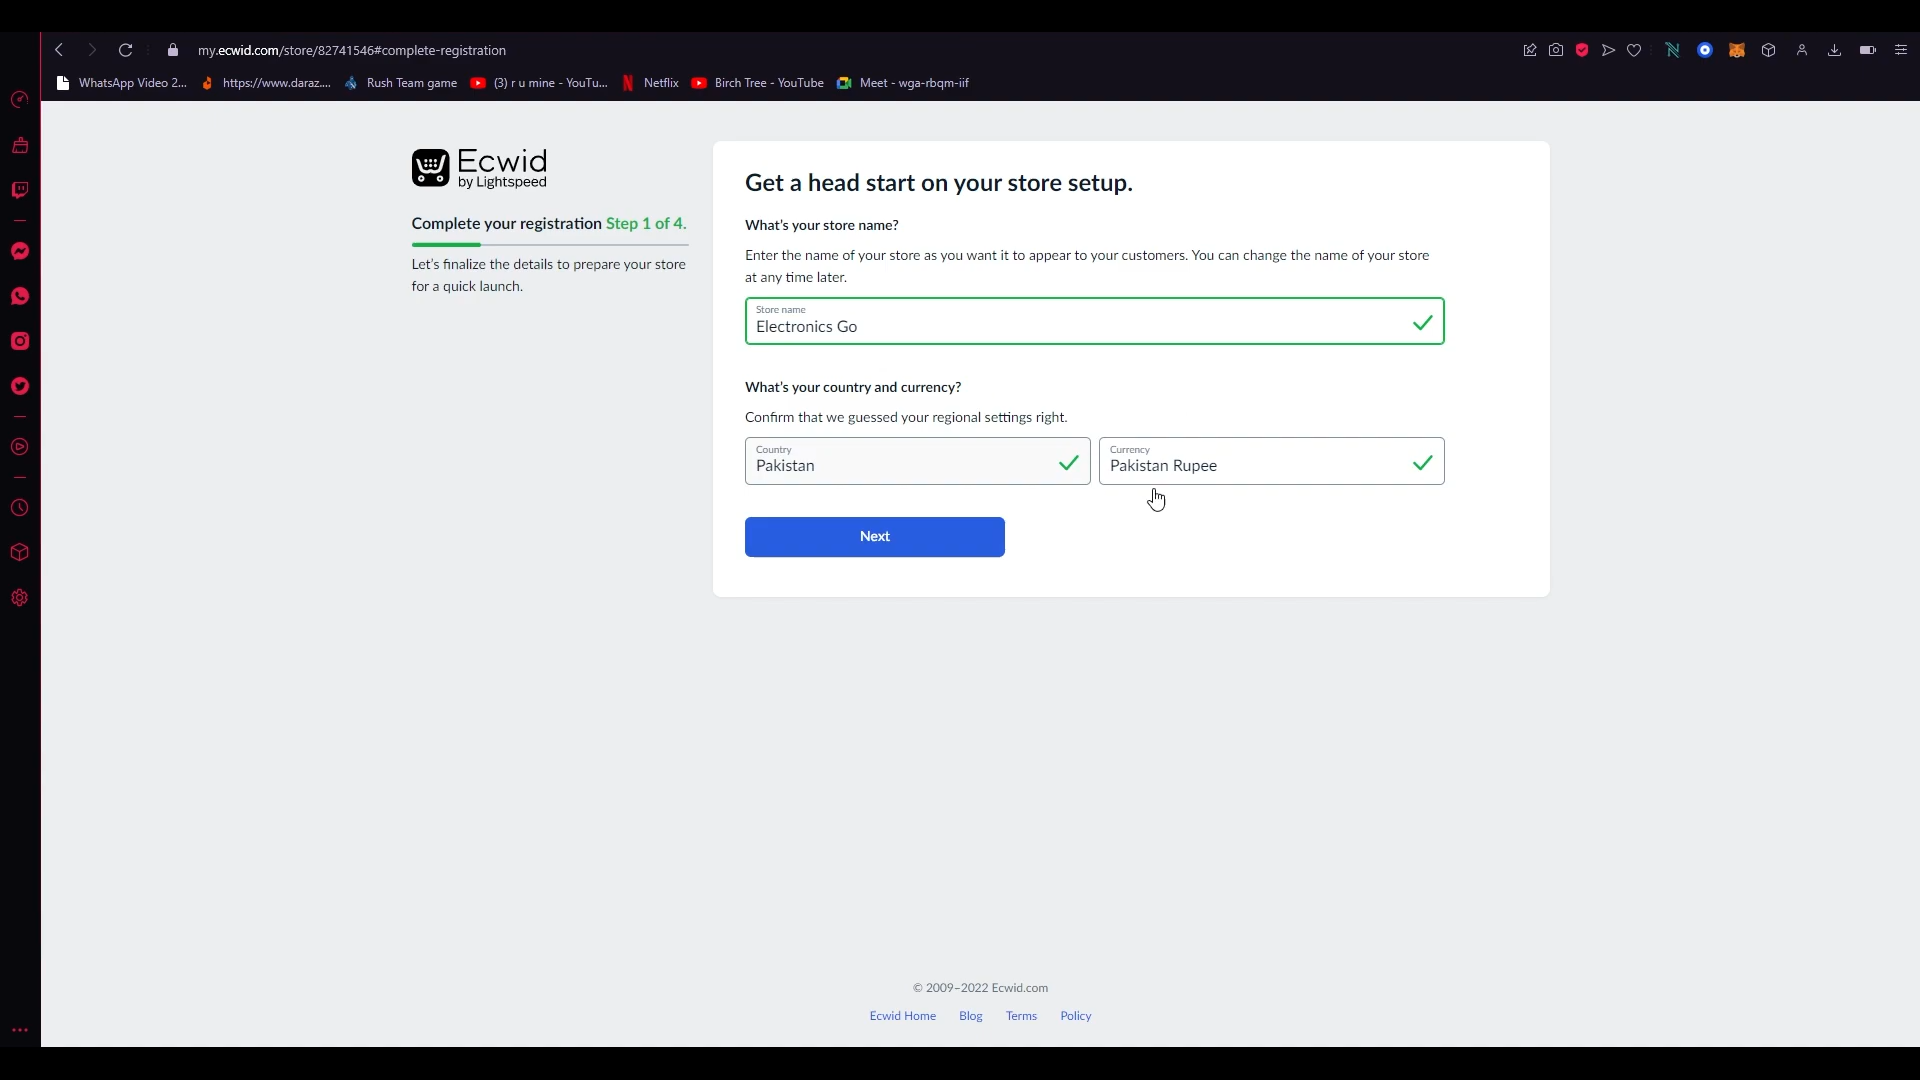 my.ecwid.com/store/82741546#complete-registration
WhatsApp Video 2... https://www.daraz.... Rush Team game (3) r u mine - YouTu... Netflix Birch Tree - YouTube Meet - wga-rbqm-iif
Ecwid
by Lightspeed
Complete your registration Step 1 of 4.
Let's finalize the details to prepare your store
for a quick launch.
Get a head start on your store setup.
What's your store name?
Enter the name of your store as you want it to appear to your customers. You can change the name of your store
at any time later.
Store name
Electronics Go
What's your country and currency?
Confirm that we guessed your regional settings right.
Country
Pakistan
Currency
Pakistan Rupee
Next
© 2009–2022 Ecwid.com
Ecwid Home Blog Terms Policy